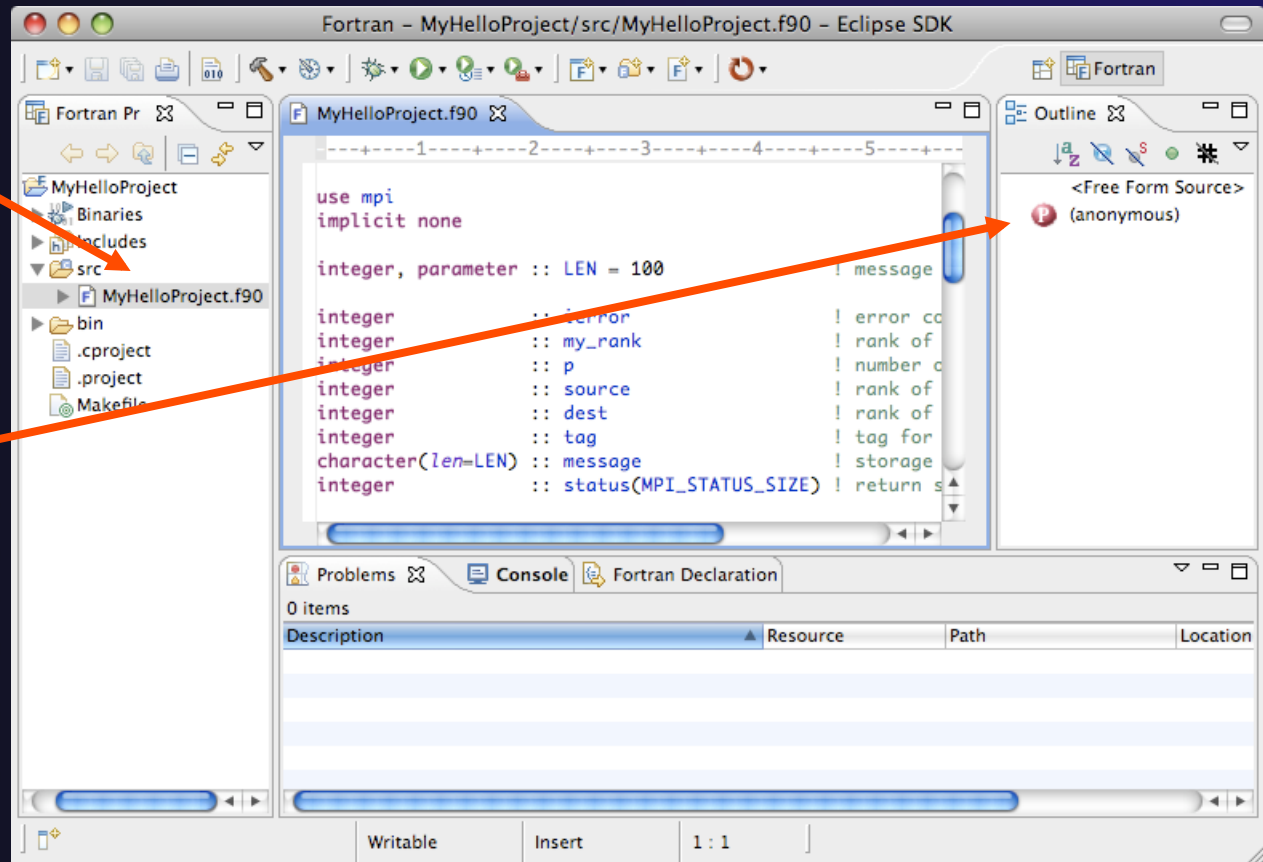 Fortran – MyHelloProject/src/MyHelloProject.f90 – Eclipse SDK
010
Fortran
Fortran Pr
MyHelloProject
Binaries
Includes
src
MyHelloProject.f90
bin
.cproject
.project
Makefile
MyHelloProject.f90
----+----1----+----2----+----3----+----4----+----5----+---
use mpi
implicit none
integer, parameter :: LEN = 100 ! message
integer :: ierror ! error co
integer :: my_rank ! rank of
integer :: p ! number o
integer :: source ! rank of
integer :: dest ! rank of
integer :: tag ! tag for
character(len=LEN) :: message ! storage
integer :: status(MPI_STATUS_SIZE) ! return s
Outline
<Free Form Source>
P (anonymous)
Problems Console Fortran Declaration
0 items
Description Resource Path Location
Writable Insert 1 : 1